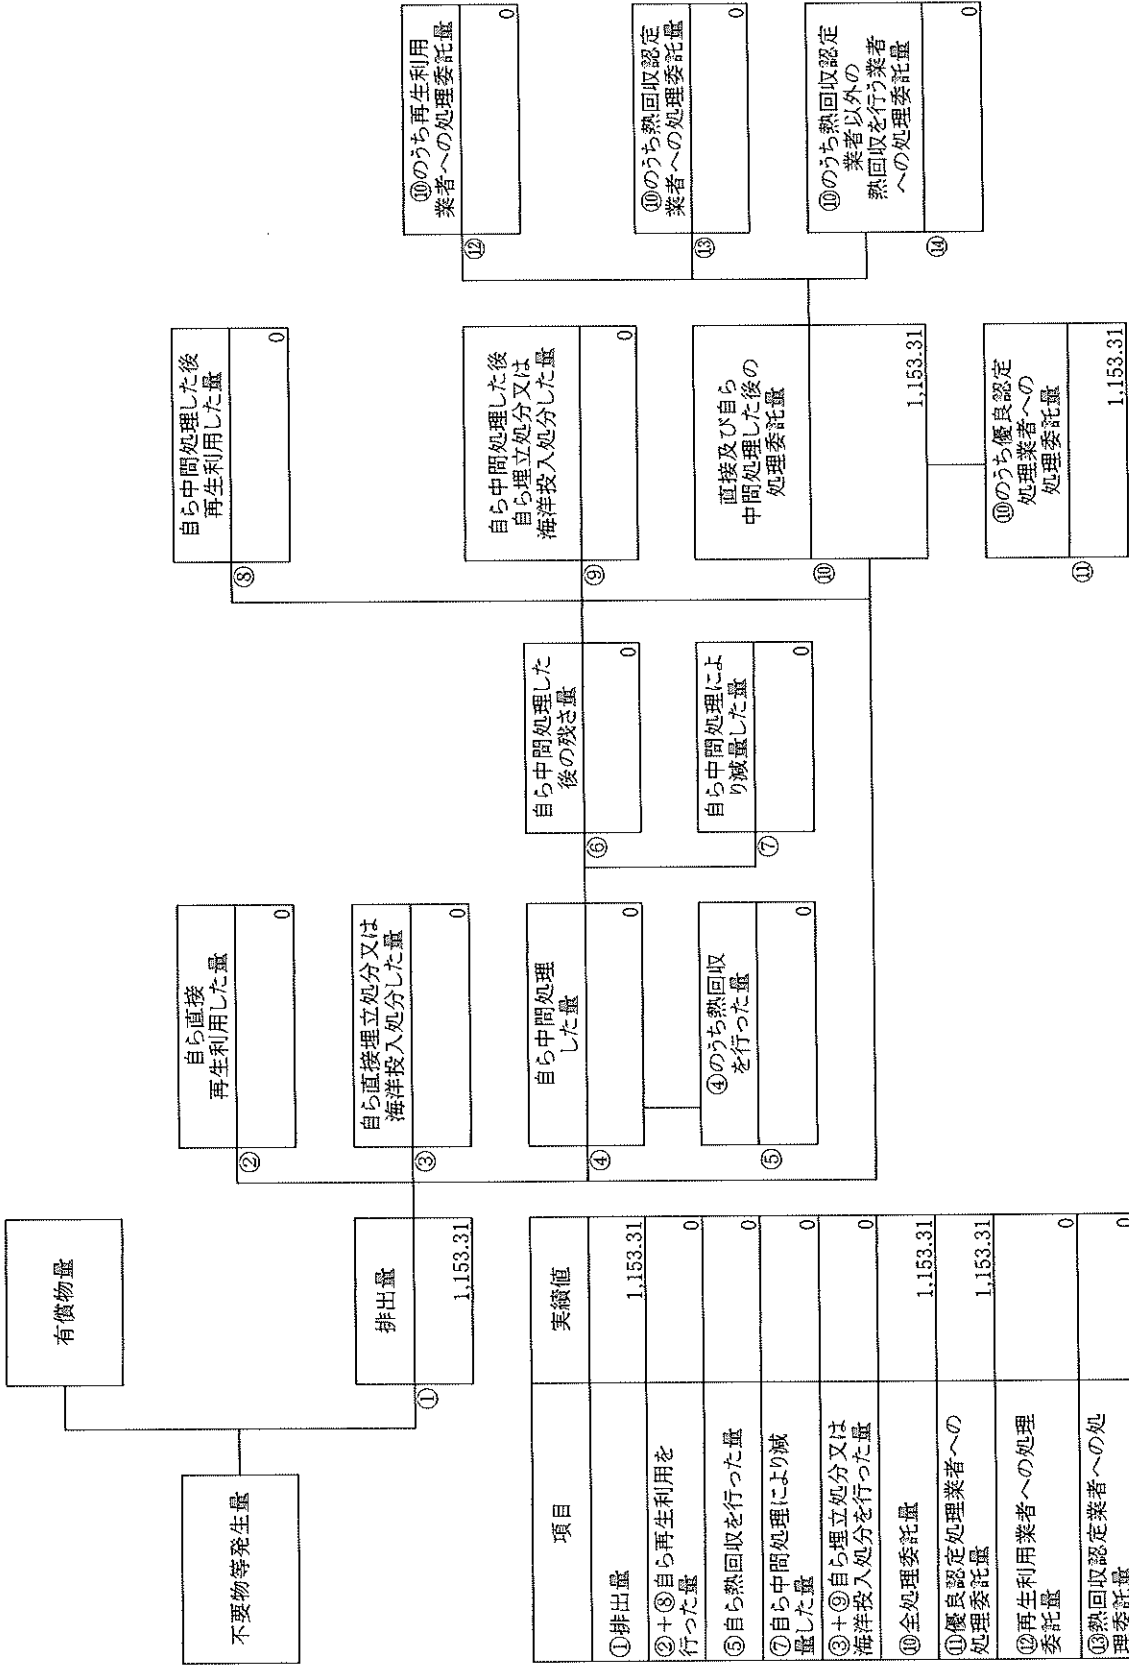 不要物等発生量
有償物量
①
排出量
1,153.31
②
自ら直接
再生利用した量
0
③
自ら直接埋立処分又は
海洋投入処分した量
0
④
自ら中間処理
した量
0
⑤
④のうち熱回収
を行った量
0
⑥
自ら中間処理した
後の残さ量
0
⑦
自ら中間処理によ
り減量した量
0
⑧
自ら中間処理した後
再生利用した量
0
⑨
自ら中間処理した後
自ら埋立処分又は
海洋投入処分した量
0
⑩
直接及び自ら
中間処理した後の
処理委託量
1,153.31
⑪
⑩のうち優良認定
処理業者への
処理委託量
1,153.31
⑫
⑩のうち再生利用
業者への処理委託量
0
⑬
⑩のうち熱回収認定
業者への処理委託量
0
⑭
⑩のうち熱回収認定
業者以外の
熱回収を行う業者
への処理委託量
0
項目 実績値
①排出量 1,153.31
②+⑧自ら再生利用を
行った量 0
⑤自ら熱回収を行った量 0
⑦自ら中間処理により減
量した量 0
③+⑨自ら埋立処分又は
海洋投入処分を行った量 0
⑩全処理委託量 1,153.31
⑪優良認定処理業者への
処理委託量 1,153.31
⑫再生利用業者への処理
委託量 0
⑬熱回収認定業者への処
理委託量 0